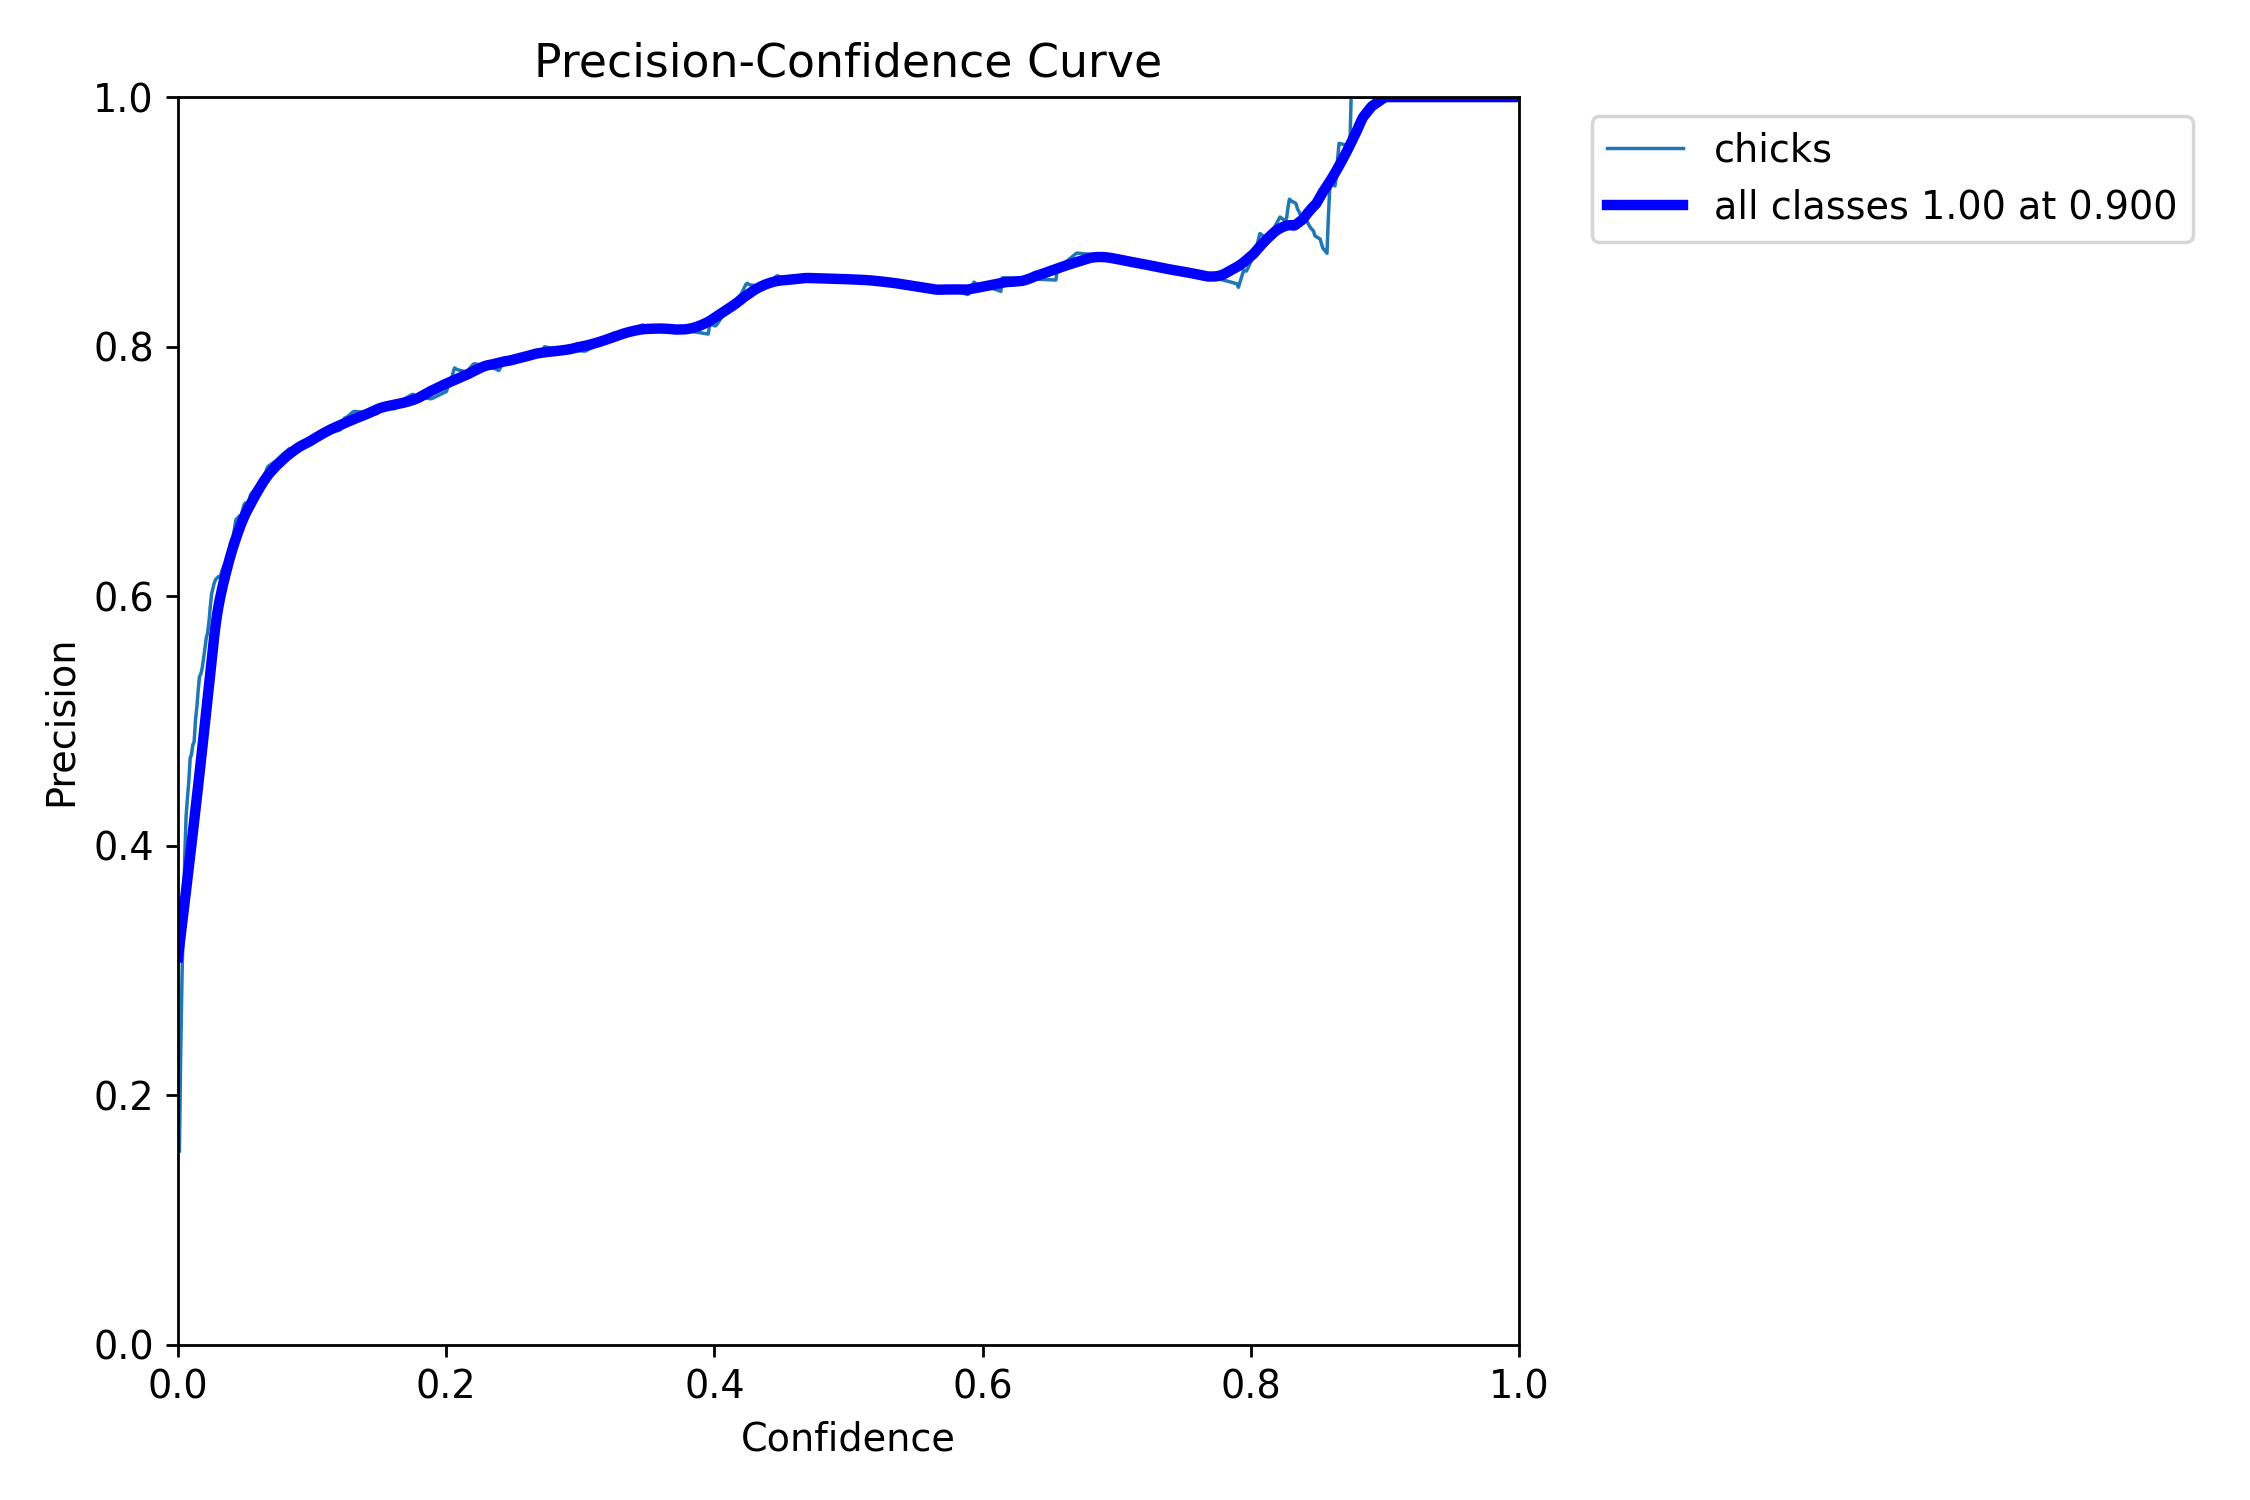 Precision-Confidence Curve
1.0
0.8
0.6
0.4
0.2
0.0
Precision
0.0 0.2 0.4 0.6 0.8 1.0
Confidence
chicks
all classes 1.00 at 0.900